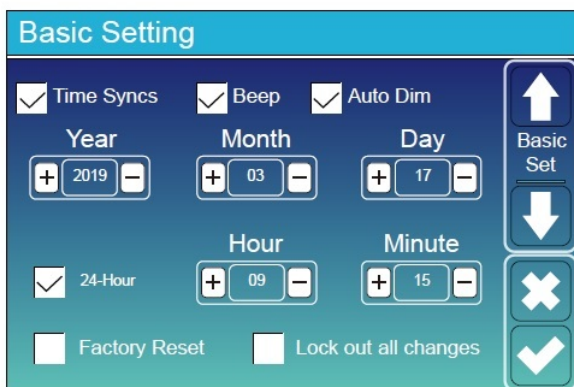 Basic Setting
Time Syncs Beep Auto Dim
Year Month Day
+ 2019 − + 03 − + 17 −
Basic
Set
Hour Minute
24-Hour + 09 − + 15 −
Factory Reset Lock out all changes